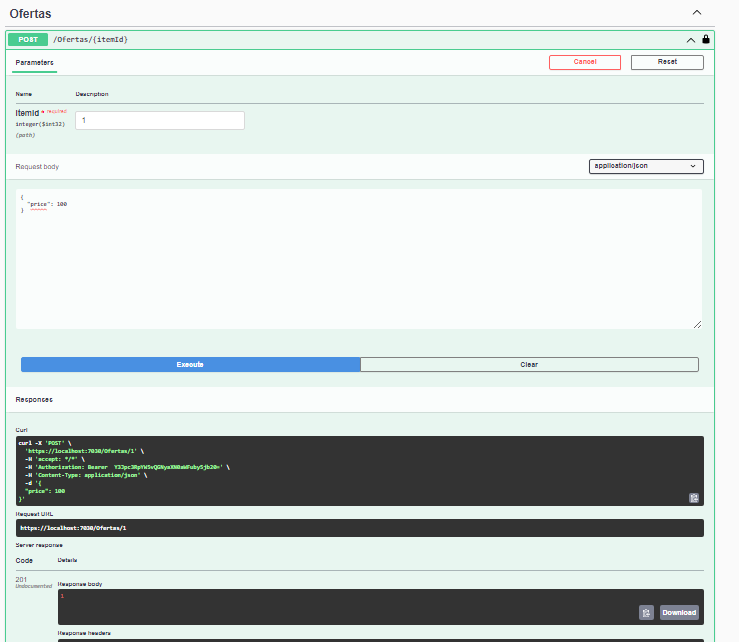 Ofertas
POST /Ofertas/{itemId}
Parameters
Cancel
Reset
Name Description
itemId * required
integer($int32)
(path)
1
Request body
application/json
{
"price": 100
}
Execute
Clear
Responses
Curl
curl -X 'POST' \
'https://localhost:7030/Ofertas/1' \
-H 'accept: */*' \
-H 'Authorization: Bearer
-H 'Content-Type: application/json' \
-d '{
"price": 100
}'
Request URL
https://localhost:7030/Ofertas/1
Server response
Code Details
201
Undocumented
Response body
1
Download
Response headers